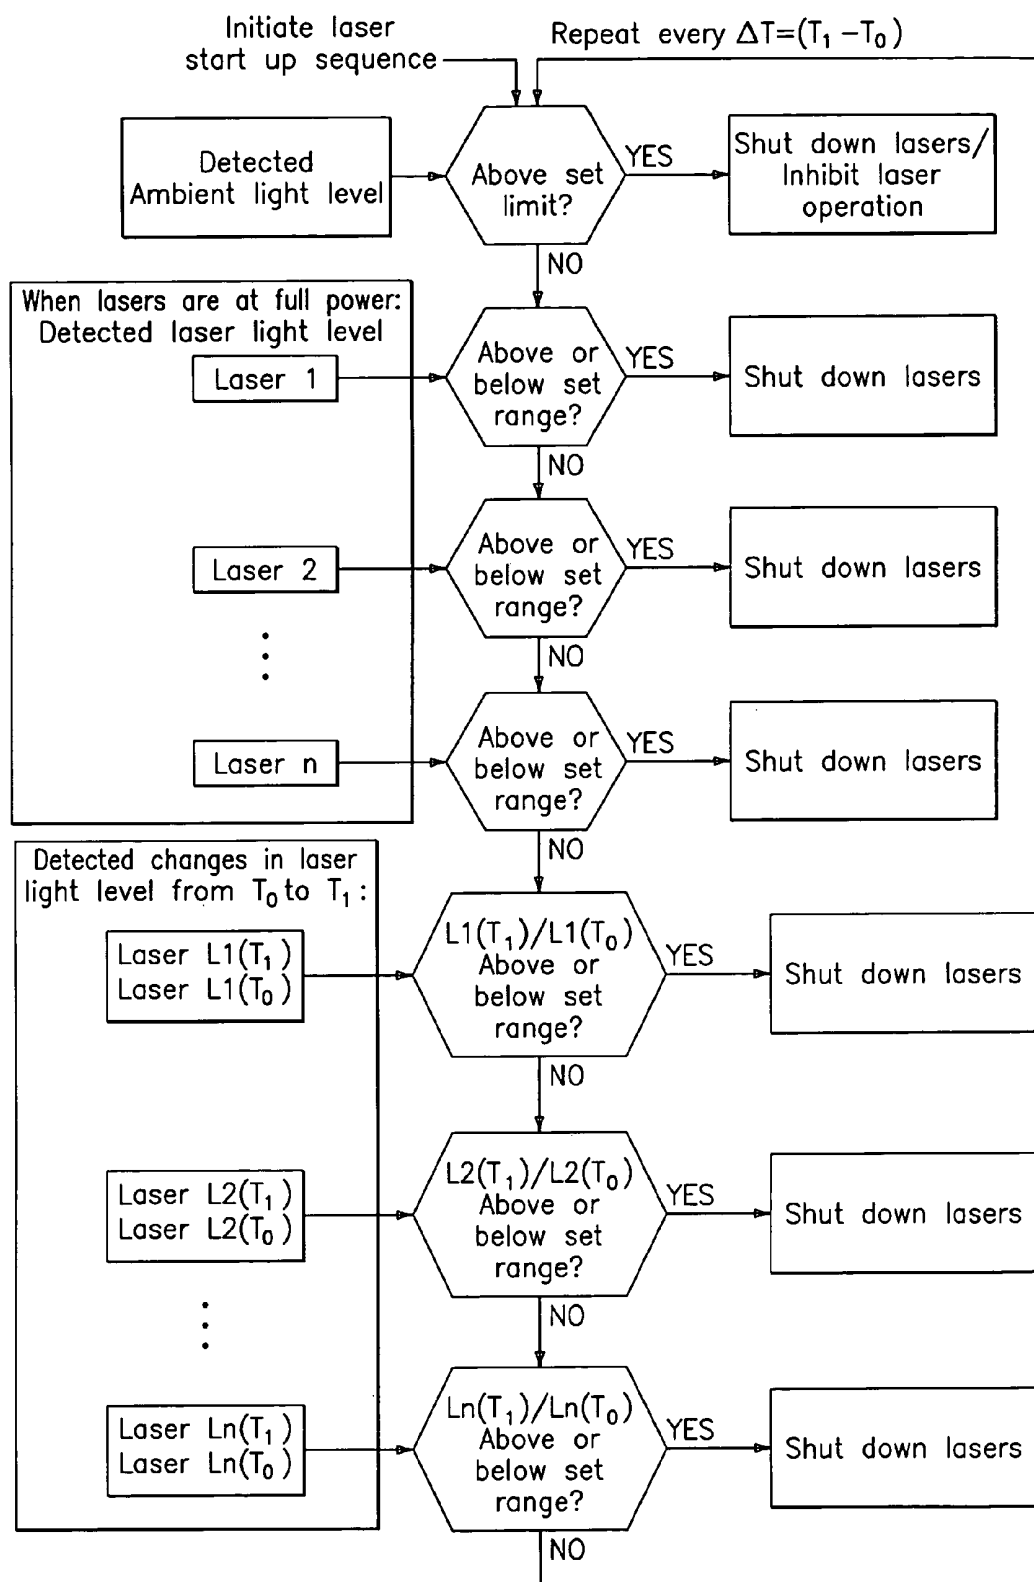 Initiate laser
start up sequence
Repeat every ΔT=(T₁ -T₀)
Detected
Ambient light level
Above set
limit?
YES
Shut down lasers/
Inhibit laser
operation
NO
When lasers are at full power:
Detected laser light level
Laser 1
Above or
below set
range?
YES
Shut down lasers
NO
Laser 2
Above or
below set
range?
YES
Shut down lasers
NO
Laser n
Above or
below set
range?
YES
Shut down lasers
NO
Detected changes in laser
light level from T₀ to T₁ :
Laser L1(T₁)
Laser L1(T₀)
L1(T₁)/L1(T₀)
Above or
below set
range?
YES
Shut down lasers
NO
Laser L2(T₁)
Laser L2(T₀)
L2(T₁)/L2(T₀)
Above or
below set
range?
YES
Shut down lasers
NO
Laser Ln(T₁)
Laser Ln(T₀)
Ln(T₁)/Ln(T₀)
Above or
below set
range?
YES
Shut down lasers
NO